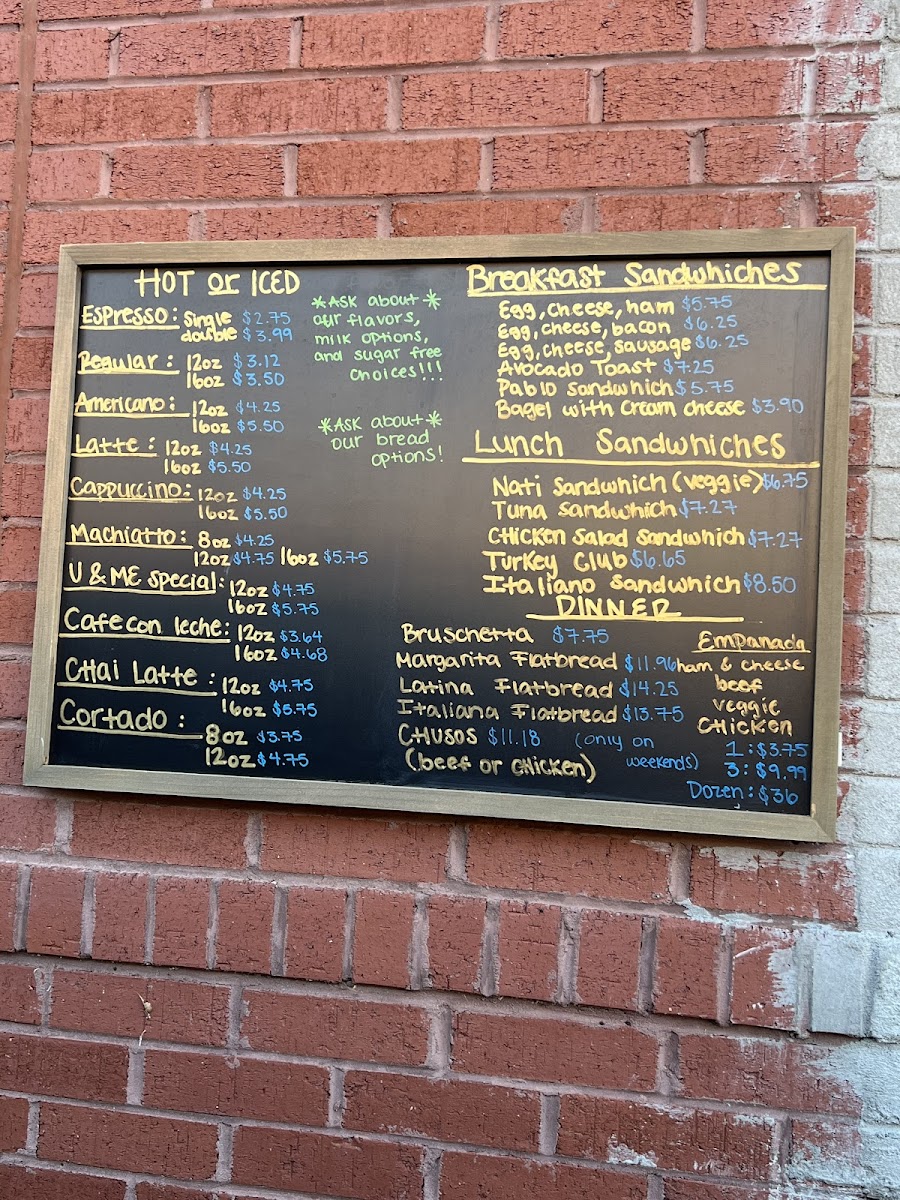 HOT or ICED
Espresso: Single $2.75
double $3.99
Regular: 12oz $3.12
16oz $3.50
Americano: 12oz $4.25
16oz $5.50
Latte: 12oz $4.25
16oz $5.50
Cappuccino: 12oz $4.25
16oz $5.50
Machiatto: 8oz $4.25
12oz $4.75 16oz $5.75
U & ME special: 12oz $4.75
16oz $5.75
Cafe con leche: 12oz $3.64
16oz $4.68
CHai Latte: 12oz $4.75
16oz $5.75
Cortado:
8oz $3.75
12oz $4.75
*Ask about*
our flavors,
milk options,
and sugar free
choices!!!
*Ask about*
our bread
options!
Breakfast Sandwhiches
Egg, cheese, ham $5.75
Egg, cheese, bacon $6.25
Egg, cheese, sausage $6.25
Avocado Toast $7.25
Pablo sandwhich $5.75
Bagel with cream cheese $3.90
Lunch Sandwhiches
Nati Sandwhich (veggie) $6.75
Tuna sandwhich $7.27
CHicken salad sandwhich $7.27
Turkey Club $6.65
Italiano sandwhich $8.50
DINNER
Bruschetta $7.75
Margarita Flatbread $11.96
Latina Flatbread $14.25
Italiana Flatbread $13.75
CHUSOS $11.18 (only on
weekends)
(beef or CHicken)
Empanada
ham & cheese
beef
veggie
CHicken
1: $3.75
3: $9.99
Dozen: $36